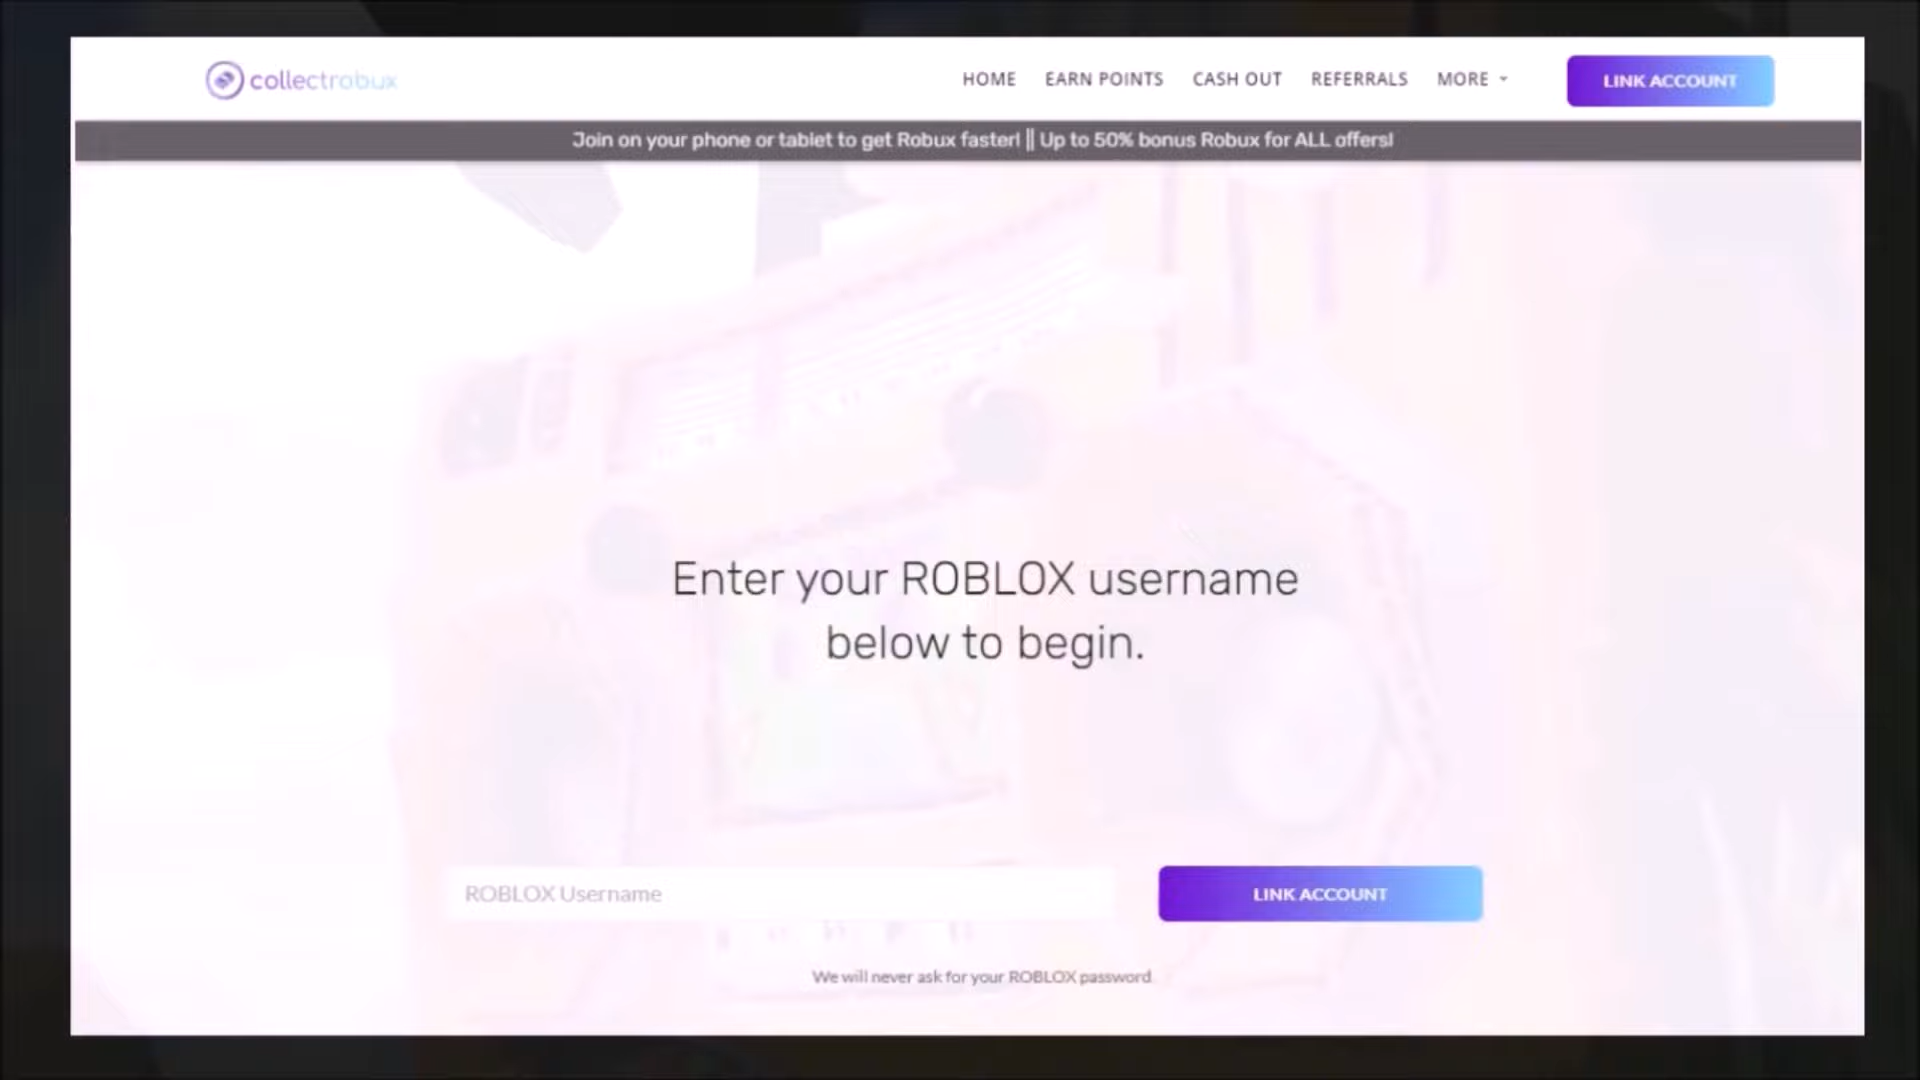 collectrobux
HOME EARN POINTS CASH OUT REFERRALS MORE LINK ACCOUNT
Join on your phone or tablet to get Robux faster! || Up to 50% bonus Robux for ALL offers!
Enter your ROBLOX username
below to begin.
ROBLOX Username LINK ACCOUNT
We will never ask for your ROBLOX password.